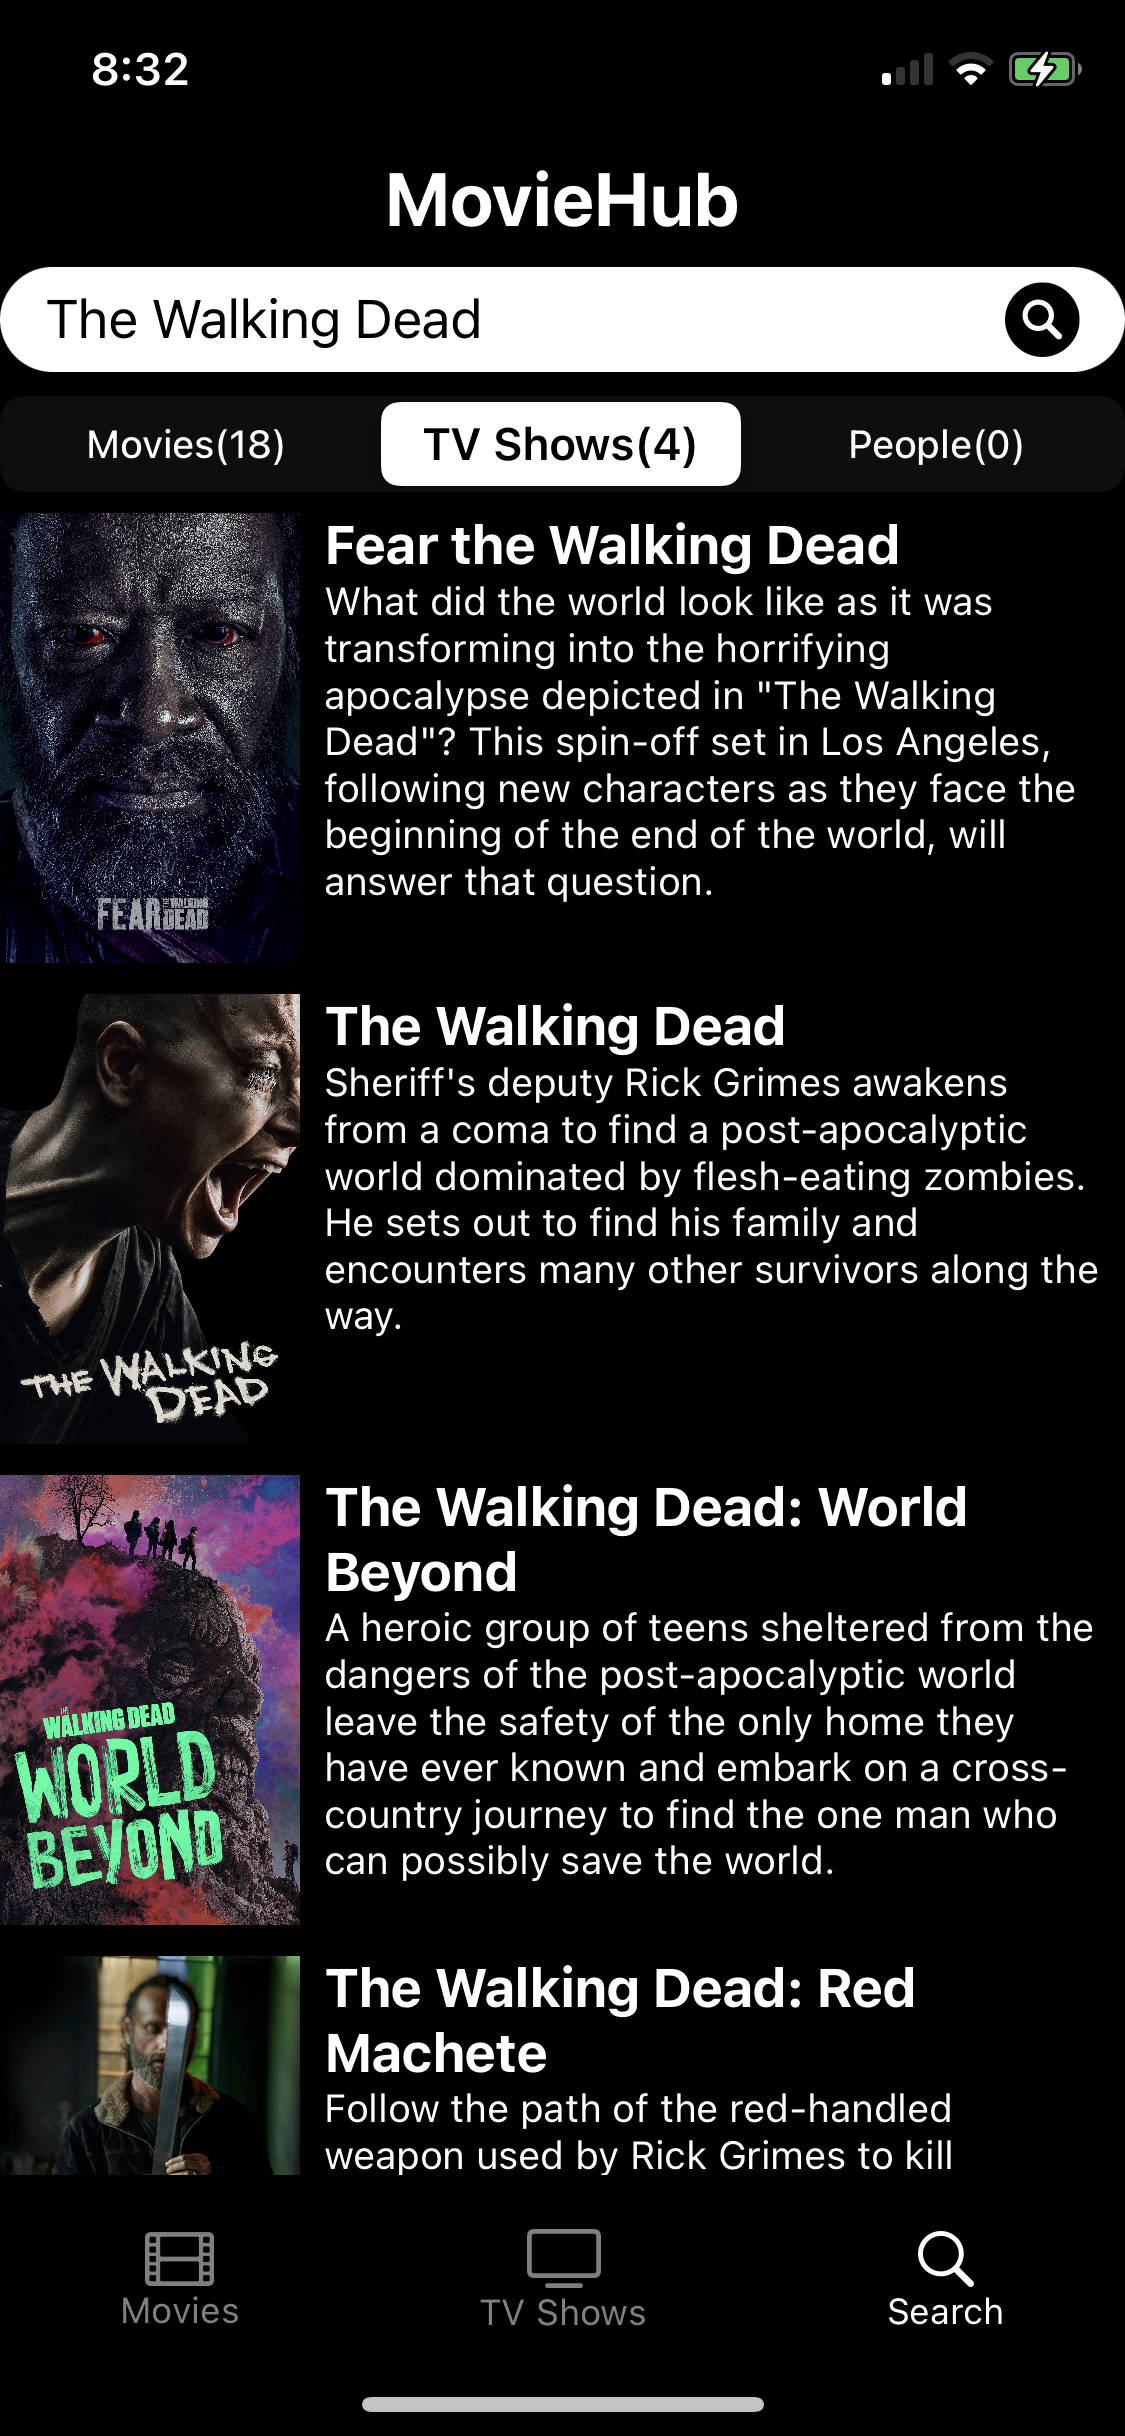 8:32
MovieHub
The Walking Dead
Movies(18)
TV Shows(4)
People(0)
Fear the Walking Dead
What did the world look like as it was
transforming into the horrifying
apocalypse depicted in "The Walking
Dead"? This spin-off set in Los Angeles,
following new characters as they face the
beginning of the end of the world, will
answer that question.
FEAR THE WALKING DEAD
The Walking Dead
Sheriff's deputy Rick Grimes awakens
from a coma to find a post-apocalyptic
world dominated by flesh-eating zombies.
He sets out to find his family and
encounters many other survivors along the
way.
THE WALKING
DEAD
The Walking Dead: World
Beyond
A heroic group of teens sheltered from the
dangers of the post-apocalyptic world
leave the safety of the only home they
have ever known and embark on a cross-
country journey to find the one man who
can possibly save the world.
THE
WALKING DEAD
WORLD
BEYOND
The Walking Dead: Red
Machete
Follow the path of the red-handled
weapon used by Rick Grimes to kill
Movies
TV Shows
Search